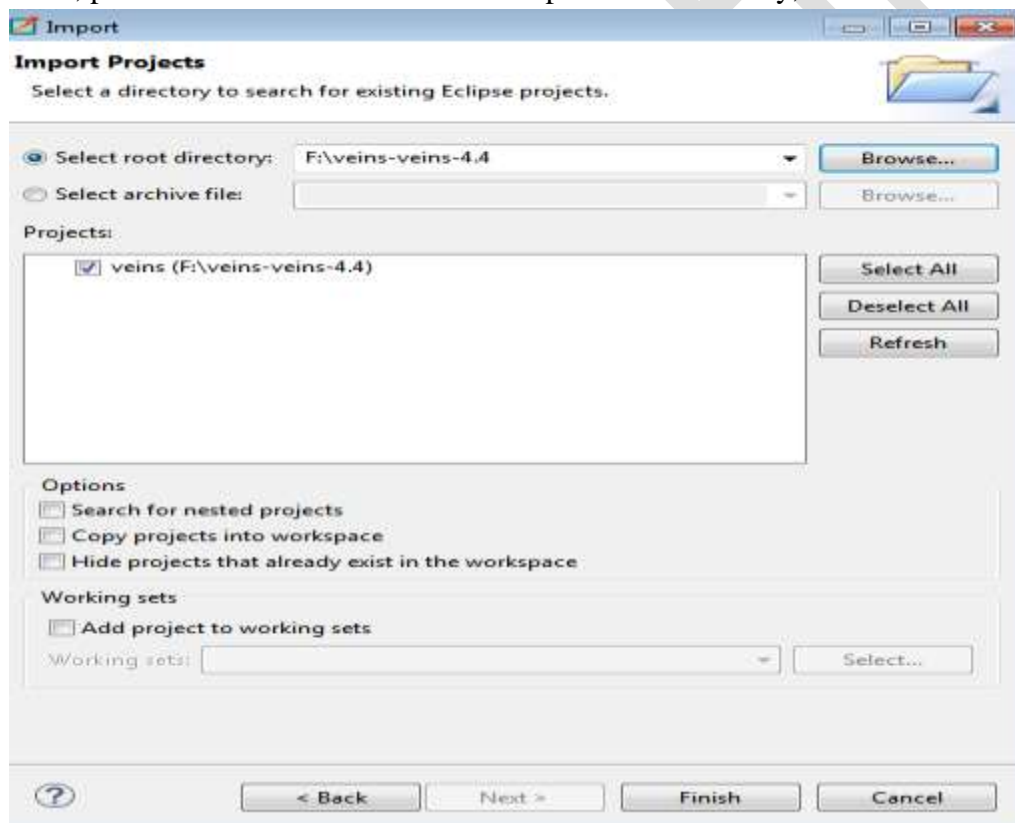 Import
Import Projects
Select a directory to search for existing Eclipse projects.
Select root directory: F:\veins-veins-4.4 Browse...
Select archive file: Browse...
Projects:
veins (F:\veins-veins-4.4) Select All
Deselect All
Refresh
Options
Search for nested projects
Copy projects into workspace
Hide projects that already exist in the workspace
Working sets
Add project to working sets
Working sets: Select...
? < Back Next > Finish Cancel